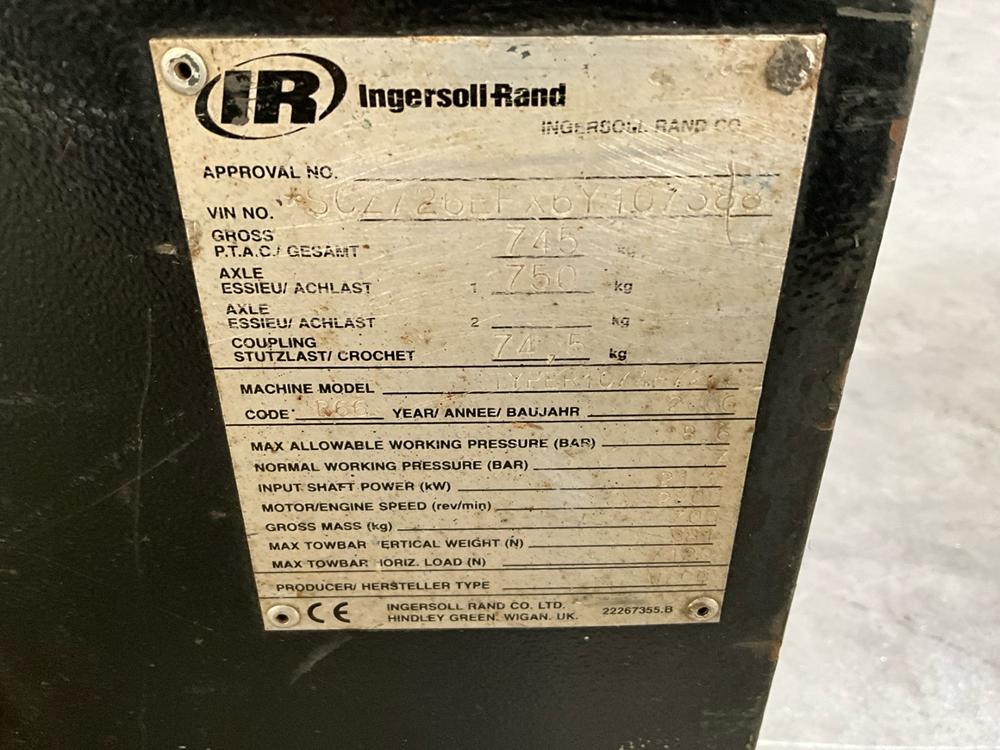 IR Ingersoll-Rand
INGERSOLL RAND CO
APPROVAL NO.
VIN NO.
GROSS
P.T.A.C./ GESAMT 745 kg
AXLE
ESSIEU/ ACHLAST 1 750 kg
AXLE
ESSIEU/ ACHLAST 2 kg
COUPLING
STUTZLAST/ CROCHET 74,5 kg
MACHINE MODEL
CODE YEAR/ ANNEE/ BAUJAHR
MAX ALLOWABLE WORKING PRESSURE (BAR)
NORMAL WORKING PRESSURE (BAR) 7
INPUT SHAFT POWER (kW)
MOTOR/ENGINE SPEED (rev/min)
GROSS MASS (kg)
MAX TOWBAR ERTICAL WEIGHT (N)
MAX TOWBAR IORIZ. LOAD (N)
PRODUCER/ HERSTELLER TYPE
CE INGERSOLL RAND CO. LTD. 22267355.B
HINDLEY GREEN. WIGAN. UK.